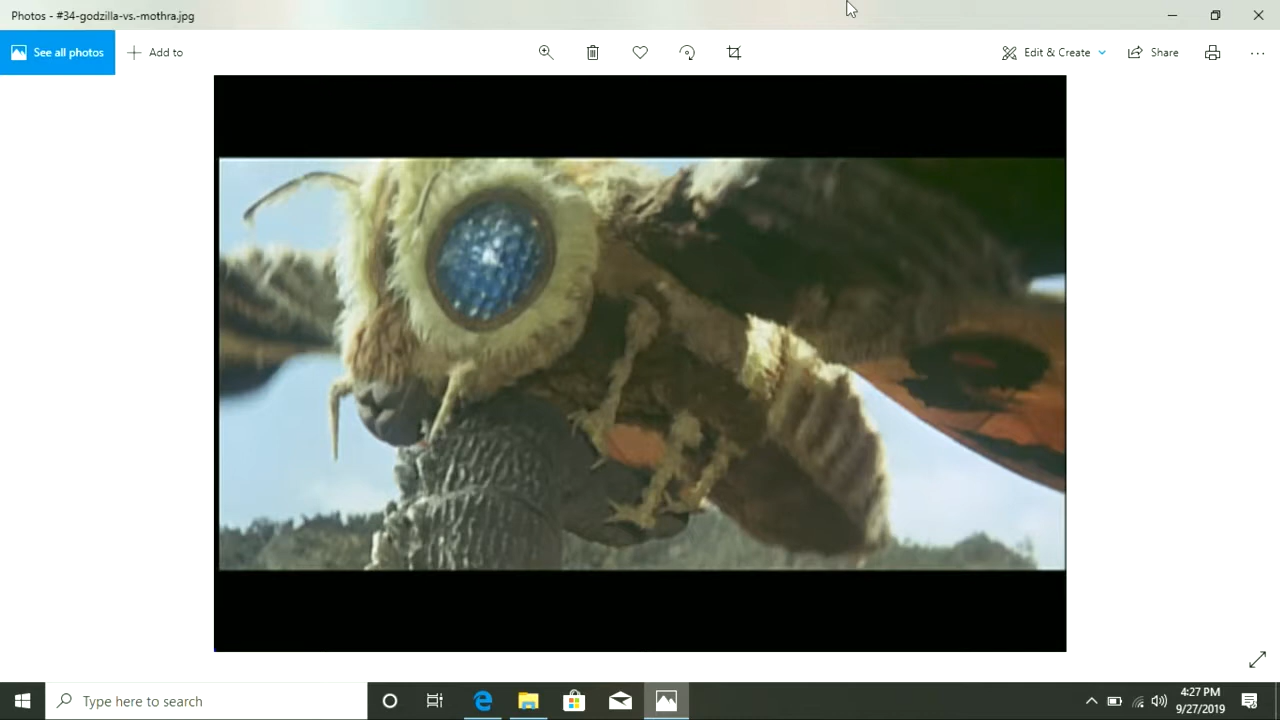 Photos - #34-godzilla-vs.-mothra.jpg
See all photos
Add to
Edit & Create
Share
Type here to search
4:27 PM
9/27/2019